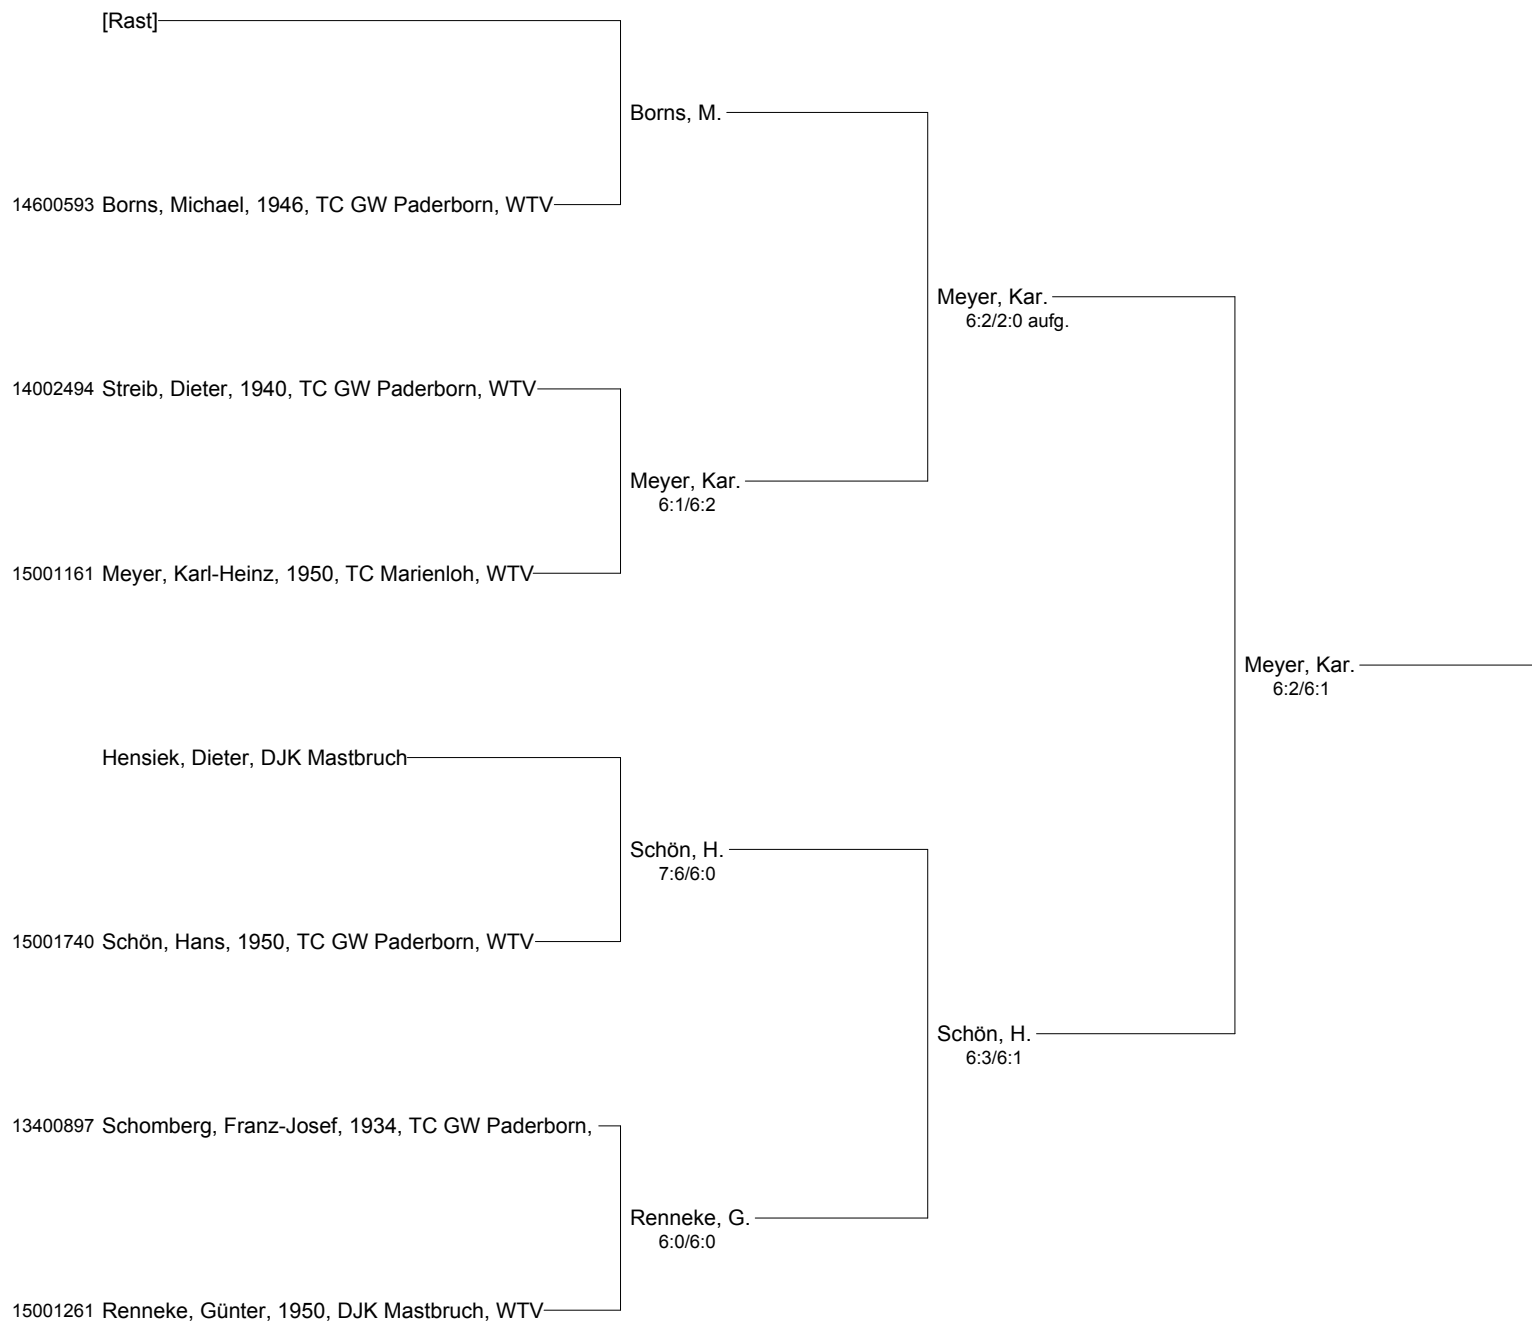 [Rast]
Borns, M.
14600593 Borns, Michael, 1946, TC GW Paderborn, WTV
Meyer, Kar.
6:2/2:0 aufg.
14002494 Streib, Dieter, 1940, TC GW Paderborn, WTV
Meyer, Kar.
6:1/6:2
15001161 Meyer, Karl-Heinz, 1950, TC Marienloh, WTV
Meyer, Kar.
6:2/6:1
Hensiek, Dieter, DJK Mastbruch
Schön, H.
7:6/6:0
15001740 Schön, Hans, 1950, TC GW Paderborn, WTV
Schön, H.
6:3/6:1
13400897 Schomberg, Franz-Josef, 1934, TC GW Paderborn,
Renneke, G.
6:0/6:0
15001261 Renneke, Günter, 1950, DJK Mastbruch, WTV